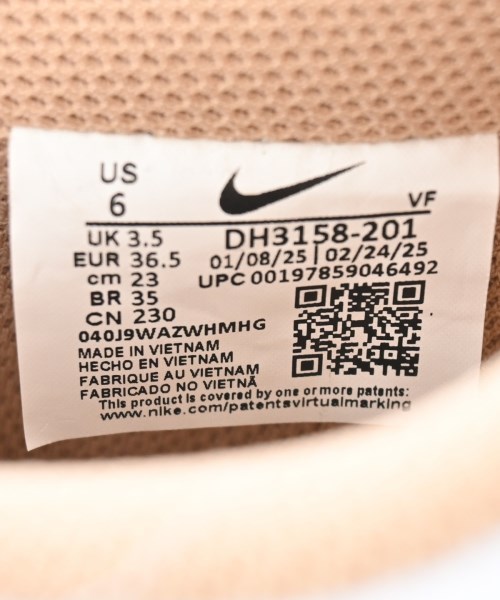 US
6
VF
UK 3.5
EUR 36.5
cm 23
BR 35
CN 230
DH3158-201
01/08/25 | 02/24/25
UPC 00197859046492
040J9WAZWHMHG
MADE IN VIETNAM
HECHO EN VIETNAM
FABRIQUE AU VIETNAM
FABRICADO NO VIETNÃ
This product is covered by one or more patents:
www.nike.com/patentsvirtualmarking